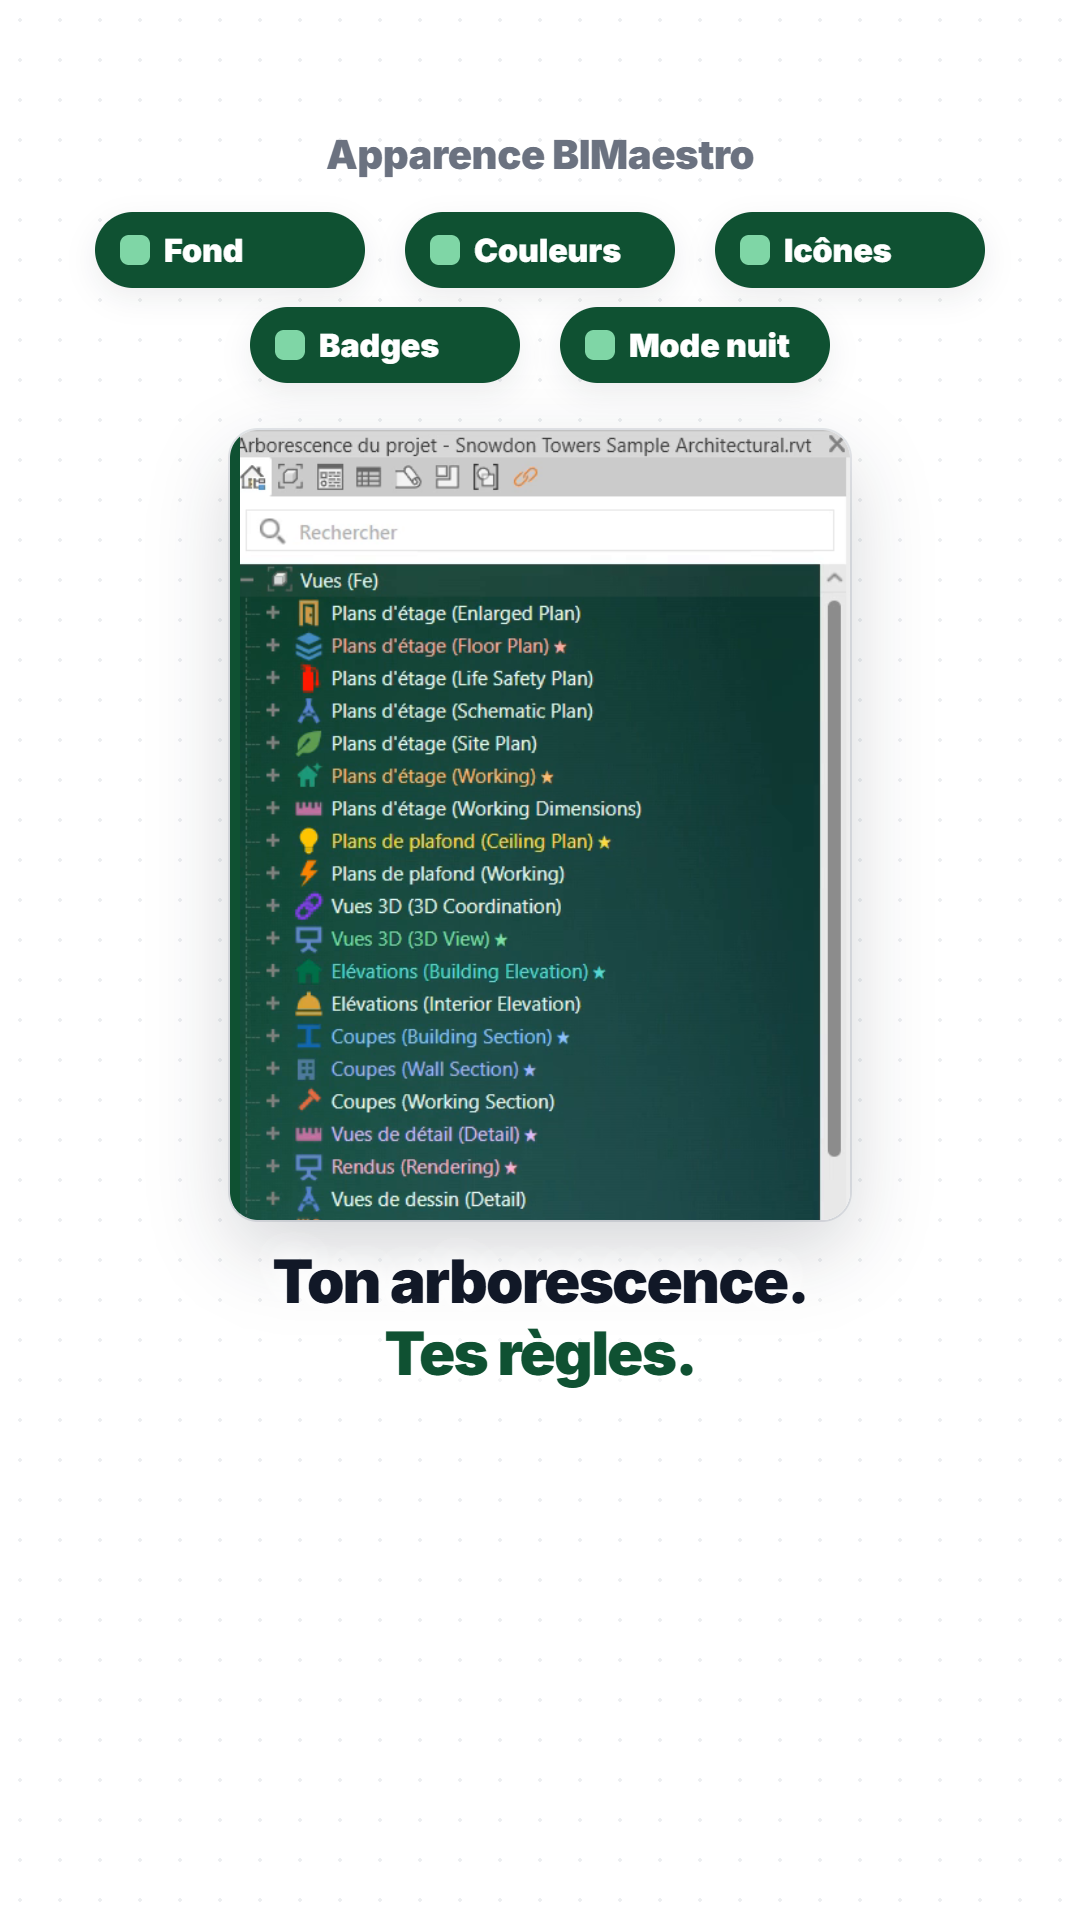 Apparence BIMaestro
Fond
Couleurs
Icônes
Badges
Mode nuit
Arborescence du projet - Snowdon Towers Sample Architectural.rvt
Rechercher
Vues (Fe)
Plans d'étage (Enlarged Plan)
Plans d'étage (Floor Plan) ★
Plans d'étage (Life Safety Plan)
Plans d'étage (Schematic Plan)
Plans d'étage (Site Plan)
Plans d'étage (Working) ★
Plans d'étage (Working Dimensions)
Plans de plafond (Ceiling Plan) ★
Plans de plafond (Working)
Vues 3D (3D Coordination)
Vues 3D (3D View) ★
Elévations (Building Elevation) ★
Elévations (Interior Elevation)
Coupes (Building Section) ★
Coupes (Wall Section) ★
Coupes (Working Section)
Vues de détail (Detail) ★
Rendus (Rendering) ★
Vues de dessin (Detail)
Ton arborescence.
Tes règles.